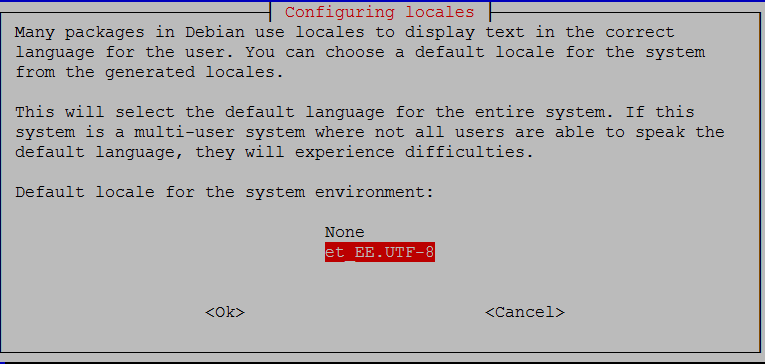 Configuring locales
Many packages in Debian use locales to display text in the correct
language for the user. You can choose a default locale for the system
from the generated locales.
This will select the default language for the entire system. If this
system is a multi-user system where not all users are able to speak the
default language, they will experience difficulties.
Default locale for the system environment:
None
et_EE.UTF-8
<Ok> <Cancel>